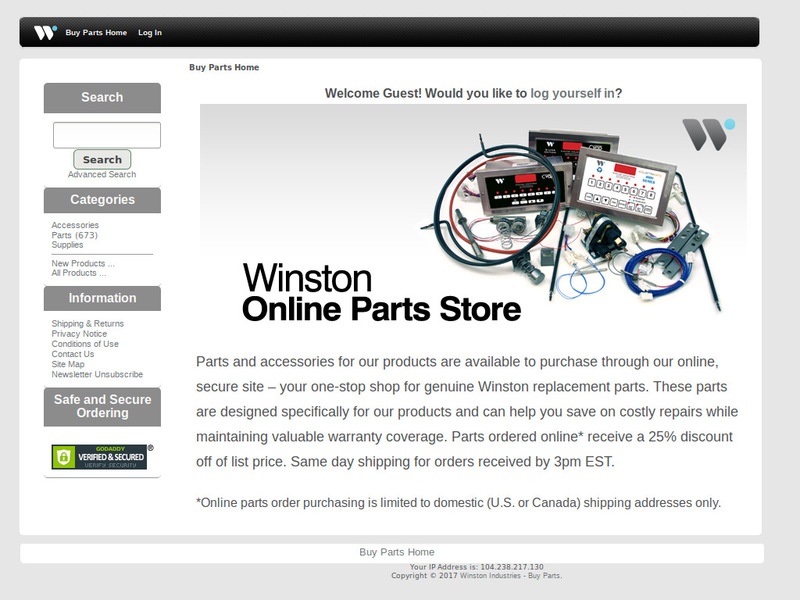 Buy Parts Home Log In
Buy Parts Home
Search
Search
Advanced Search
Categories
Accessories
Parts (673)
Supplies
New Products ...
All Products ...
Information
Shipping & Returns
Privacy Notice
Conditions of Use
Contact Us
Site Map
Newsletter Unsubscribe
Safe and Secure
Ordering
GODADDY
VERIFIED & SECURED
VERIFY SECURITY
Welcome Guest! Would you like to log yourself in?
Winston
Online Parts Store
Parts and accessories for our products are available to purchase through our online,
secure site – your one-stop shop for genuine Winston replacement parts. These parts
are designed specifically for our products and can help you save on costly repairs while
maintaining valuable warranty coverage. Parts ordered online* receive a 25% discount
off of list price. Same day shipping for orders received by 3pm EST.
*Online parts order purchasing is limited to domestic (U.S. or Canada) shipping addresses only.
Buy Parts Home
Your IP Address is: 104.238.217.130
Copyright © 2017 Winston Industries - Buy Parts.